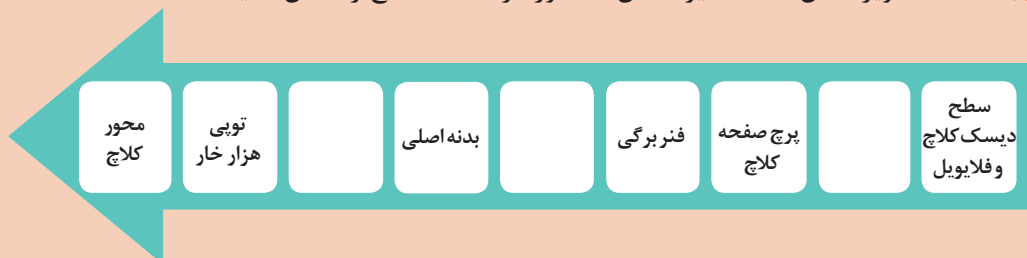 سطح
دیسک کلاچ
و فلایویل
پرچ صفحه
کلاچ
فنر برگی
بدنه اصلی
توپی
هزار خار
محور
کلاچ